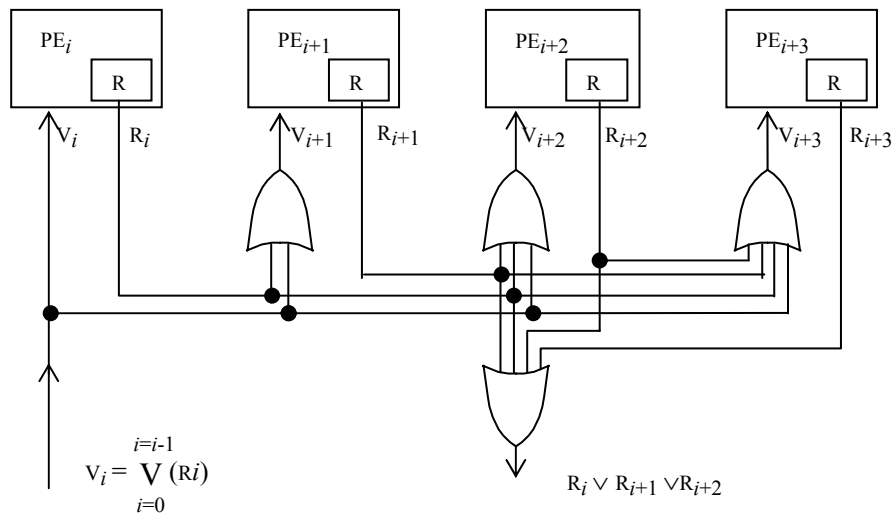 PEi PEi+1 PEi+2 PEi+3
R R R R
Vi Ri Vi+1 Ri+1 Vi+2 Ri+2 Vi+3 Ri+3
i=i-1
Vi = V (Ri)
i=0
Ri ∨ Ri+1 ∨Ri+2